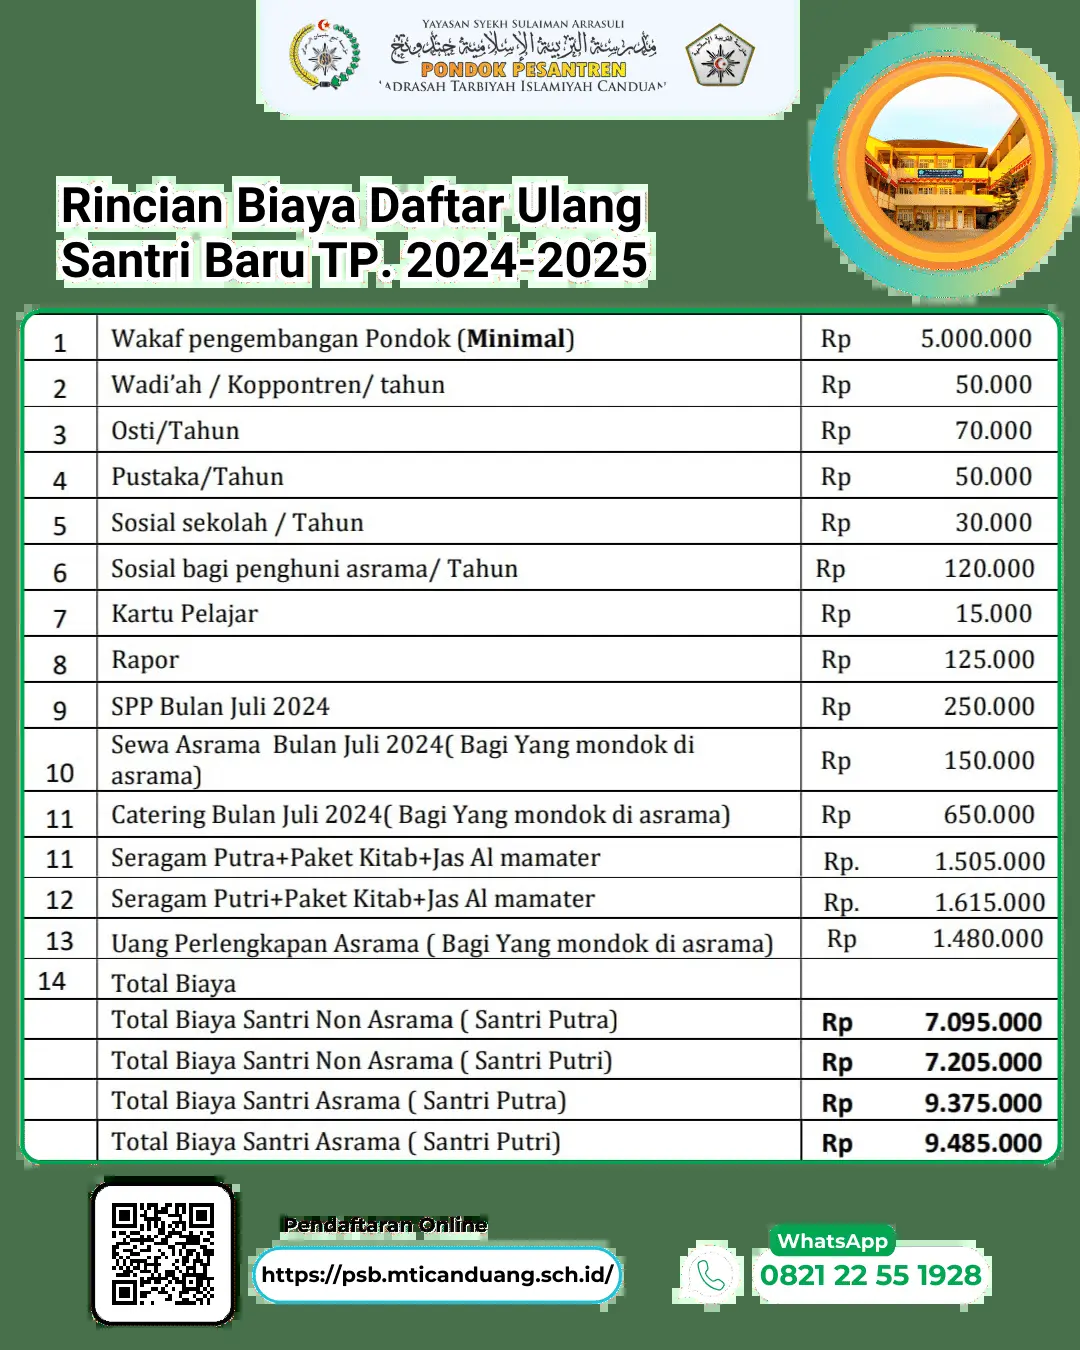 YAYASAN SYEKH SULAIMAN ARRASULI
مدرسة التربية الإسلامية چندونج
PONDOK PESANTREN
ADRASAH TARBIYAH ISLAMIYAH CANDUAN
Rincian Biaya Daftar Ulang
Santri Baru TP. 2024-2025
1 Wakaf pengembangan Pondok (Minimal) Rp 5.000.000
2 Wadi’ah / Koppontren/ tahun Rp 50.000
3 Osti/Tahun Rp 70.000
4 Pustaka/Tahun Rp 50.000
5 Sosial sekolah / Tahun Rp 30.000
6 Sosial bagi penghuni asrama/ Tahun Rp 120.000
7 Kartu Pelajar Rp 15.000
8 Rapor Rp 125.000
9 SPP Bulan Juli 2024 Rp 250.000
10 Sewa Asrama Bulan Juli 2024( Bagi Yang mondok di
asrama) Rp 150.000
11 Catering Bulan Juli 2024( Bagi Yang mondok di asrama) Rp 650.000
11 Seragam Putra+Paket Kitab+Jas Al mamater Rp. 1.505.000
12 Seragam Putri+Paket Kitab+Jas Al mamater Rp. 1.615.000
13 Uang Perlengkapan Asrama ( Bagi Yang mondok di asrama) Rp 1.480.000
14 Total Biaya
Total Biaya Santri Non Asrama ( Santri Putra) Rp 7.095.000
Total Biaya Santri Non Asrama ( Santri Putri) Rp 7.205.000
Total Biaya Santri Asrama ( Santri Putra) Rp 9.375.000
Total Biaya Santri Asrama ( Santri Putri) Rp 9.485.000
Pendaftaran Online
https://psb.mticanduang.sch.id/
WhatsApp
0821 22 55 1928